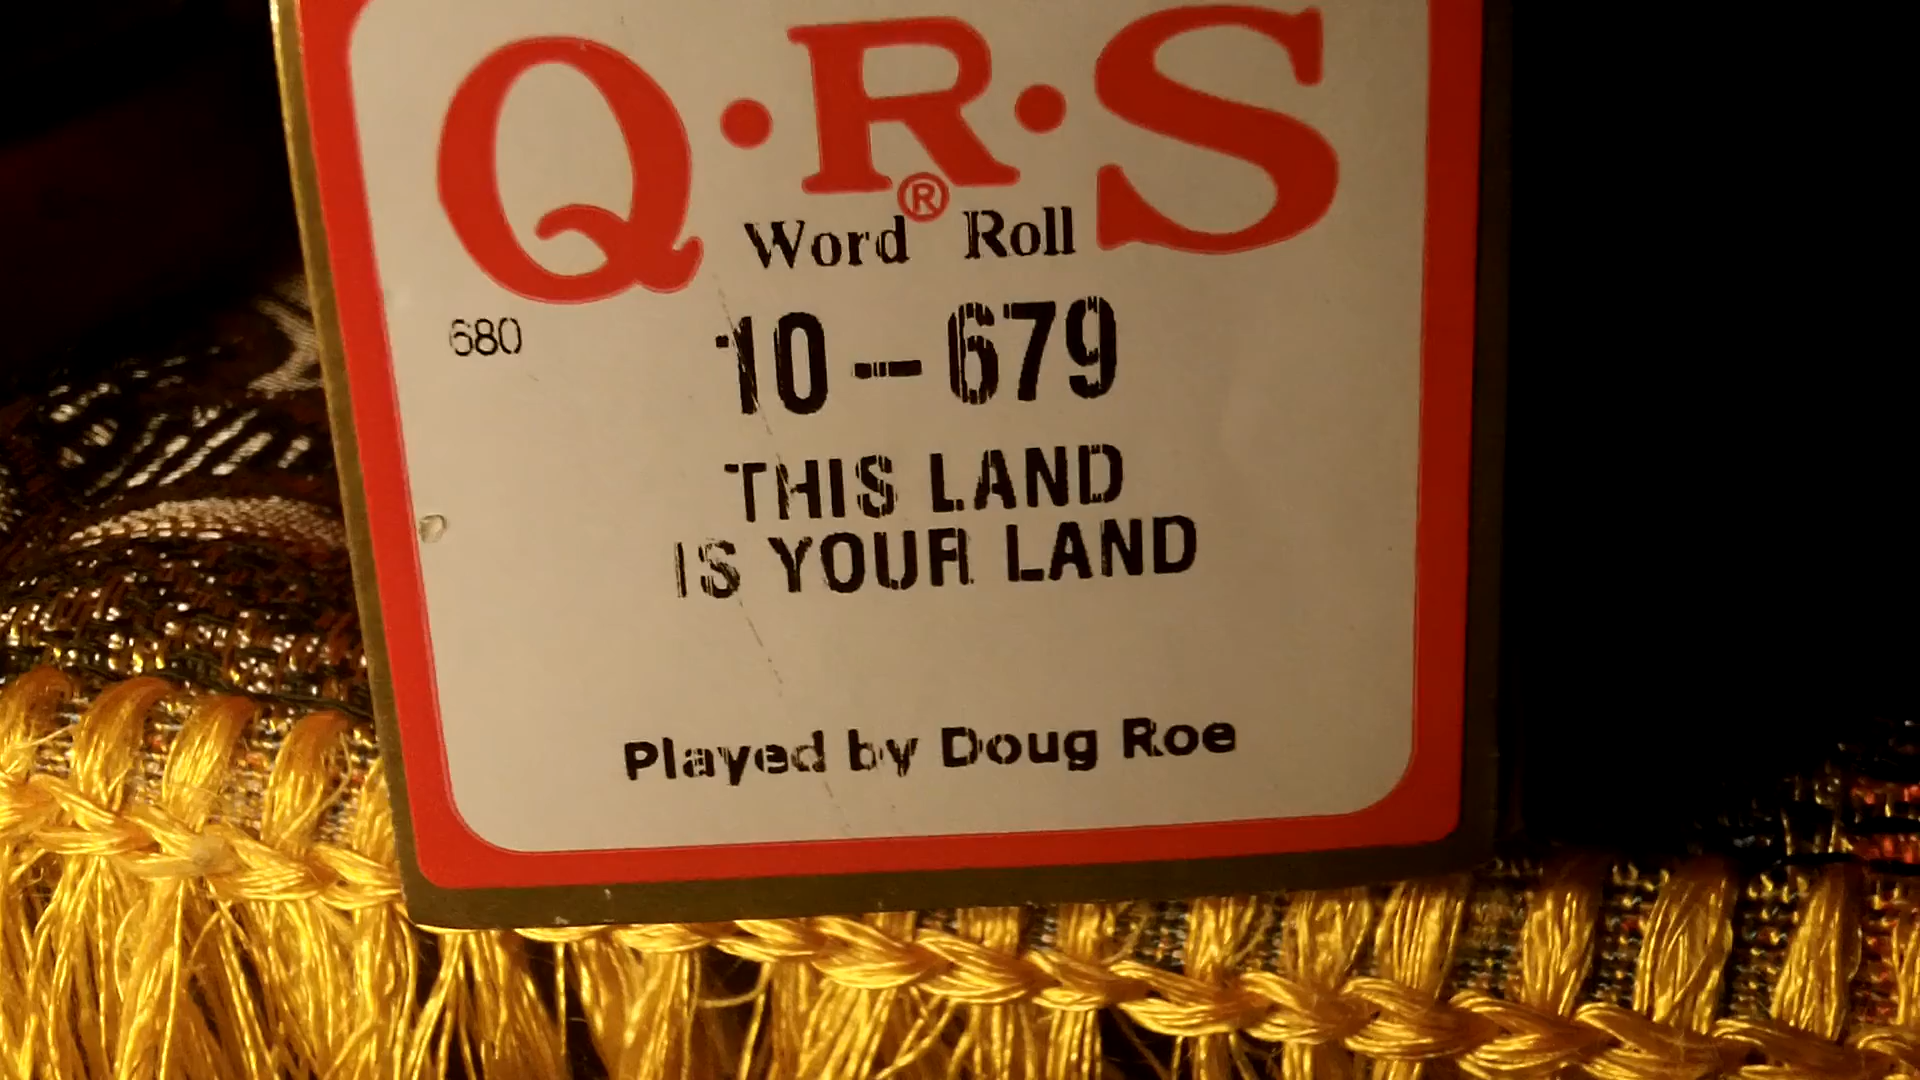 Q·R·S®
Word Roll
680
10-679
THIS LAND
IS YOUR LAND
Played by Doug Roe